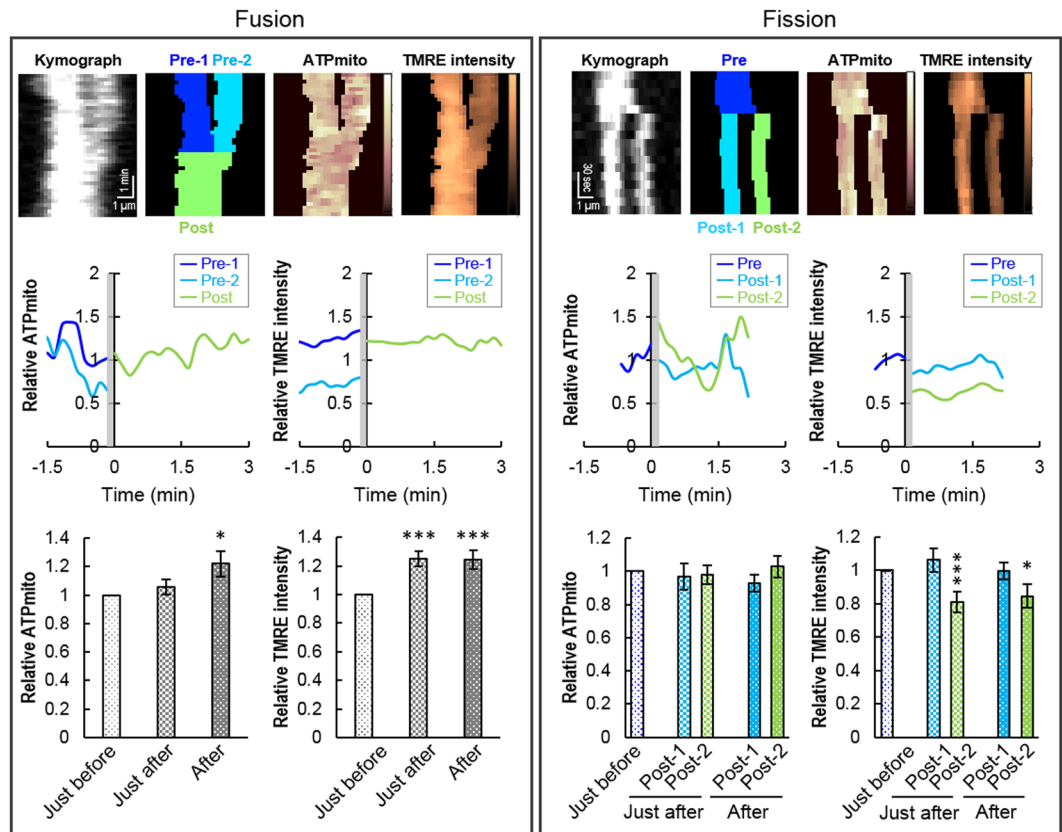 Fusion
Kymograph
Pre-1 Pre-2
ATPmito
TMRE intensity
1 min
1 µm
Post
Relative ATPmito
2
1.5
1
0.5
0
-1.5 0 1.5 3
Time (min)
Pre-1
Pre-2
Post
Relative TMRE intensity
2
1.5
1
0.5
0
-1.5 0 1.5 3
Time (min)
Pre-1
Pre-2
Post
Relative ATPmito
1.4
1.2
1
0.8
0.6
0.4
0.2
0
*
Just before
Just after
After
Relative TMRE intensity
1.4
1.2
1
0.8
0.6
0.4
0.2
0
*** ***
Just before
Just after
After
Fission
Kymograph
Pre
ATPmito
TMRE intensity
30 sec
1 µm
Post-1 Post-2
Relative ATPmito
2
1.5
1
0.5
0
-1.5 0 1.5 3
Time (min)
Pre
Post-1
Post-2
Relative TMRE intensity
2
1.5
1
0.5
0
-1.5 0 1.5 3
Time (min)
Pre
Post-1
Post-2
Relative ATPmito
1.2
1
0.8
0.6
0.4
0.2
0
Just before
Post-1
Post-2
Post-1
Post-2
Just after
After
Relative TMRE intensity
1.2
1
0.8
0.6
0.4
0.2
0
***
*
Just before
Post-1
Post-2
Post-1
Post-2
Just after
After